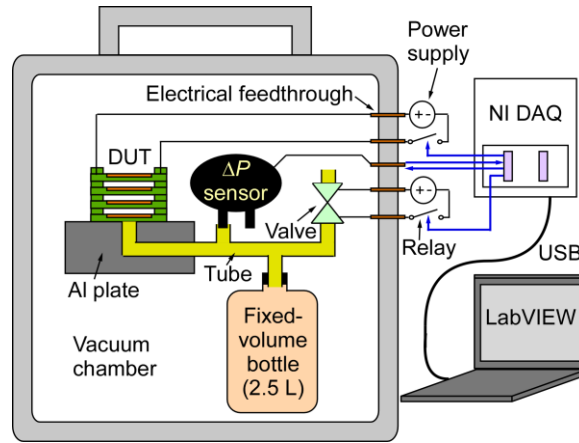 Power
supply
Electrical feedthrough
NI DAQ
DUT
ΔP
sensor
Valve
Relay
USB
Tube
Al plate
Fixed-
volume
bottle
(2.5 L)
LabVIEW
Vacuum
chamber